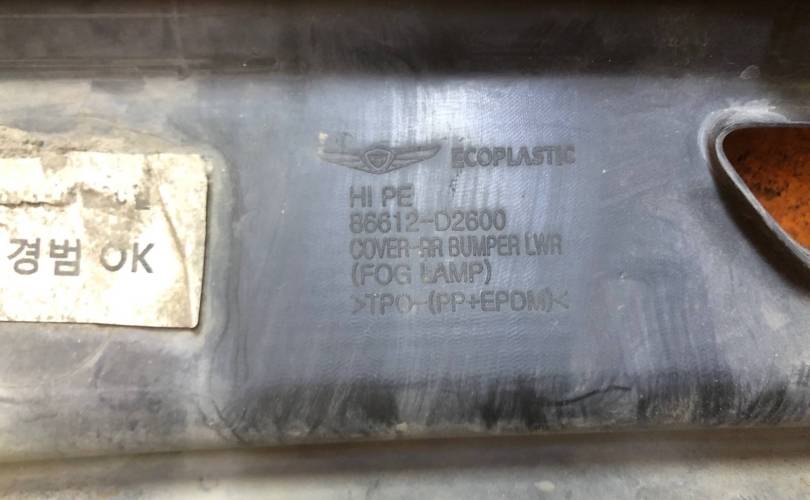 경범 OK
ECOPLASTIC
HI PE
86612-D2600
COVER-RR BUMPER LWR
(FOG LAMP)
>TPO-(PP+EPDM)<